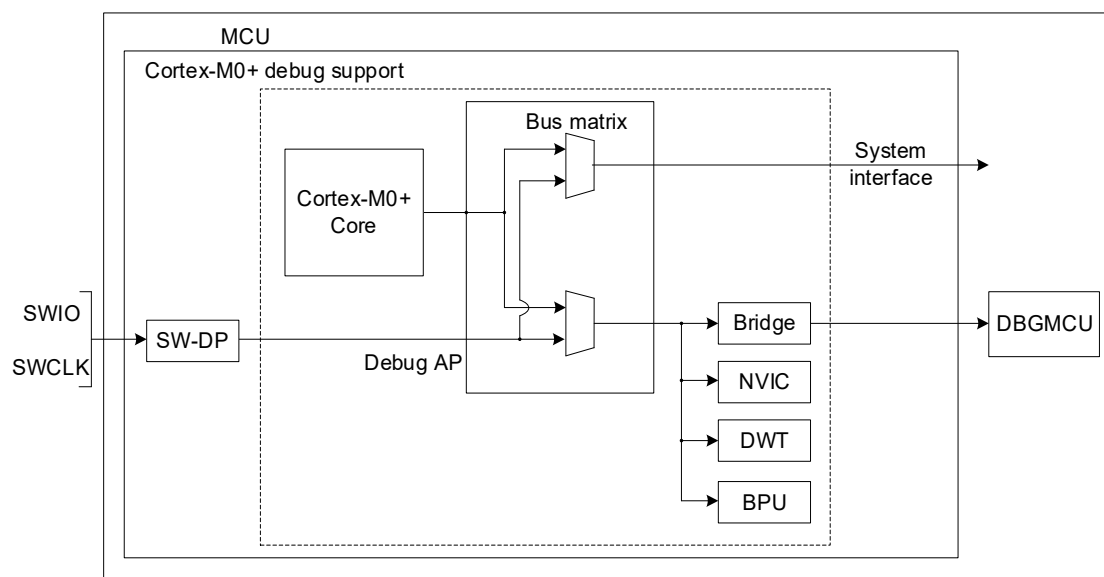 MCU
Cortex-M0+ debug support
Bus matrix
Cortex-M0+
Core
System
interface
SWIO
SWCLK
SW-DP
Debug AP
Bridge
DBGMCU
NVIC
DWT
BPU